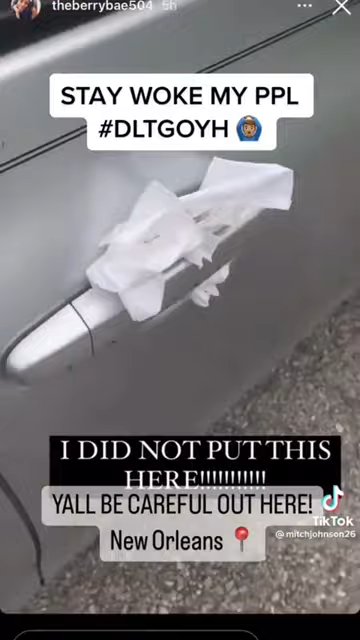 theberrybae504 5h
STAY WOKE MY PPL
#DLTGOYH
I DID NOT PUT THIS
HERE!!!!!!!!!!!
YALL BE CAREFUL OUT HERE!
New Orleans
TikTok
@mitchjohnson26